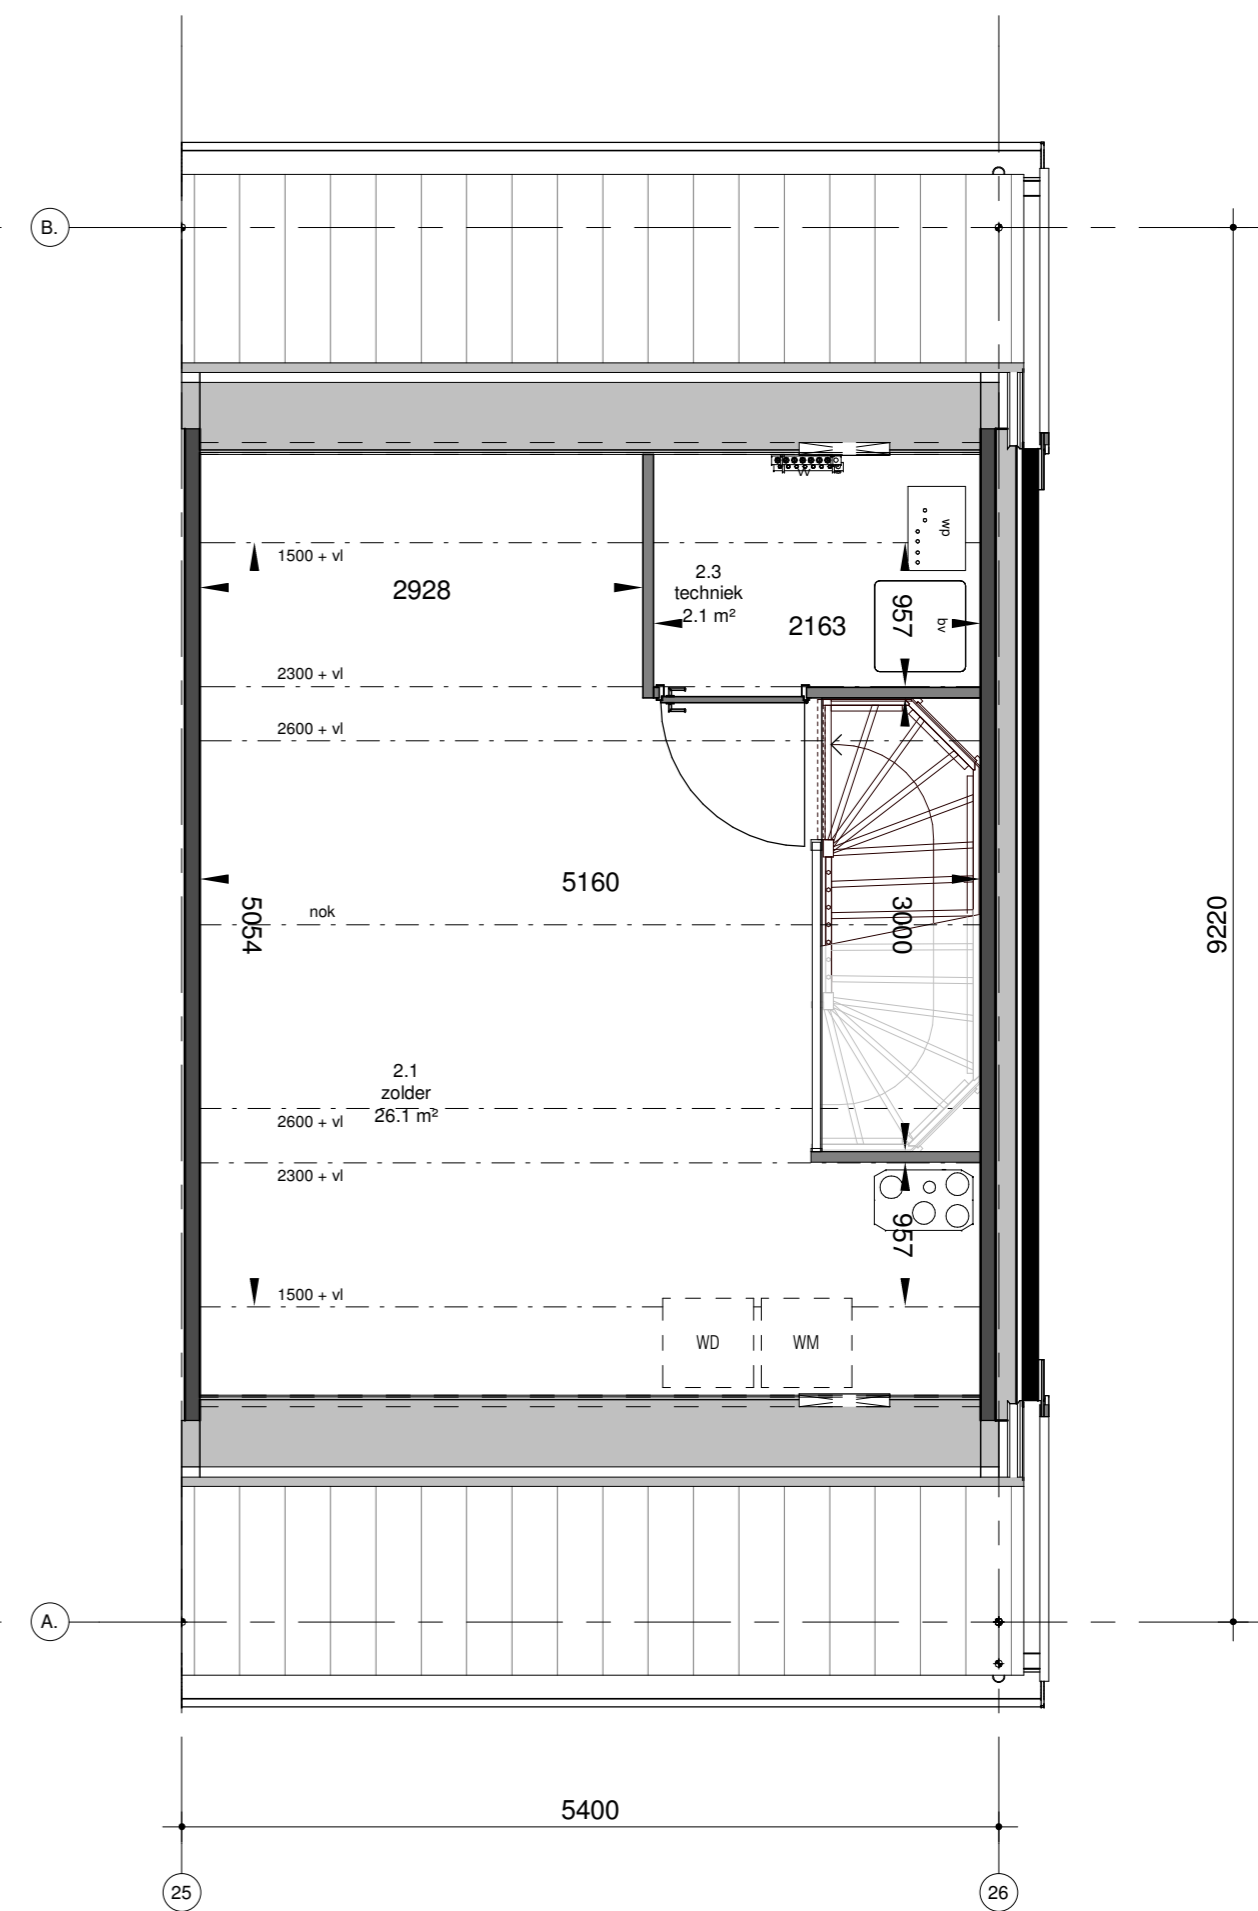 B.
wp
1500 + vl
2.3
techniek
2.1 m²
2928
957
2163
bv
2300 + vl
2600 + vl
5160
5054
nok
3000
9220
2.1
zolder
26.1 m²
2600 + vl
2300 + vl
957
1500 + vl
WD
WM
A.
5400
25
26